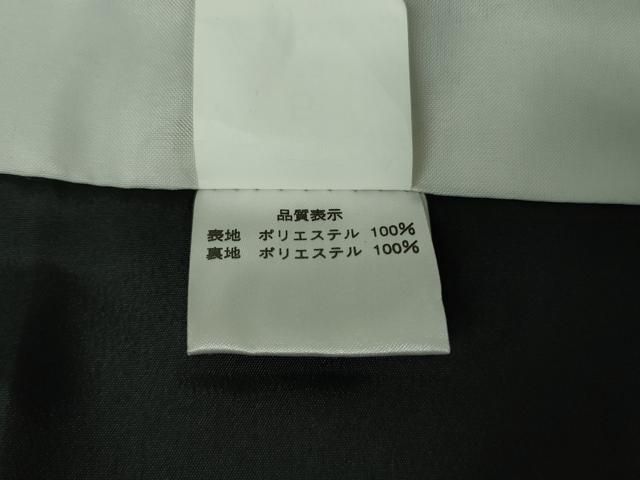 品質表示
表地 ポリエステル 100%
裏地 ポリエステル 100%